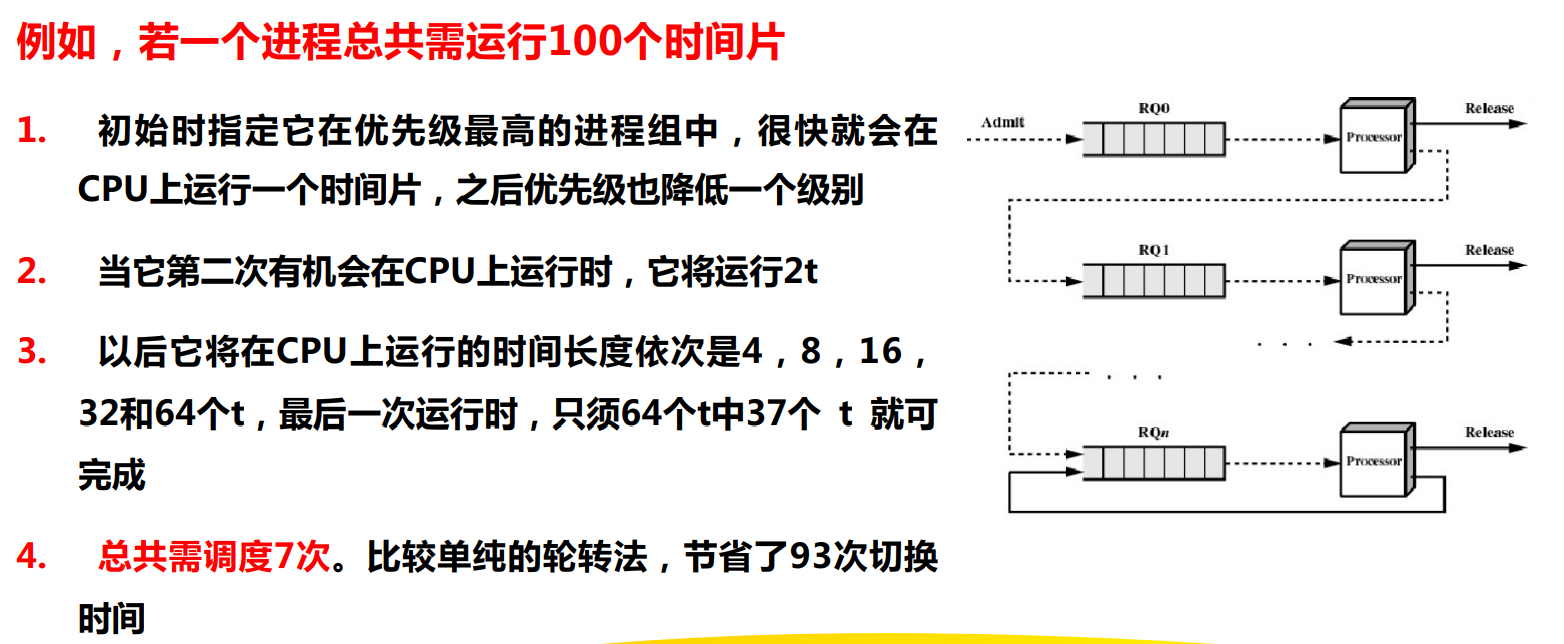 例如，若一个进程总共需运行100个时间片
1. 初始时指定它在优先级最高的进程组中，很快就会在
CPU上运行一个时间片，之后优先级也降低一个级别
2. 当它第二次有机会在CPU上运行时，它将运行2t
3. 以后它将在CPU上运行的时间长度依次是4，8，16，
32和64个t，最后一次运行时，只须64个t中37个 t 就可
完成
4. 总共需调度7次。比较单纯的轮转法，节省了93次切换
时间
RQ0
Release
Admit
Processor
RQ1
Release
Processor
. . .
. . .
RQn
Release
Processor